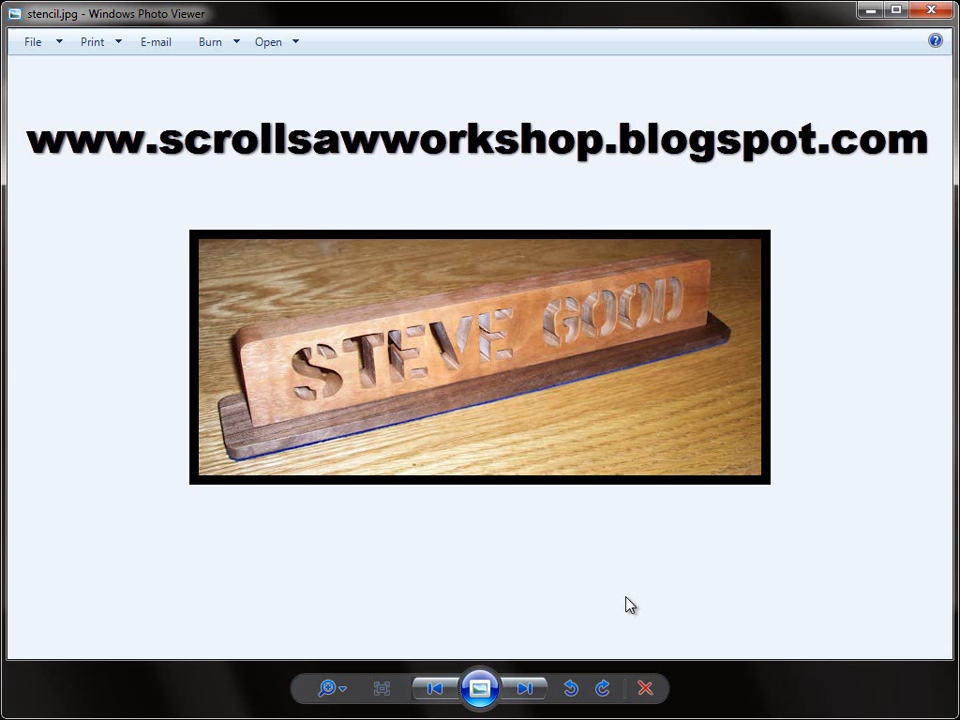 stencil.jpg - Windows Photo Viewer
File Print E-mail Burn Open
www.scrollsawworkshop.blogspot.com
STEVE GOOD